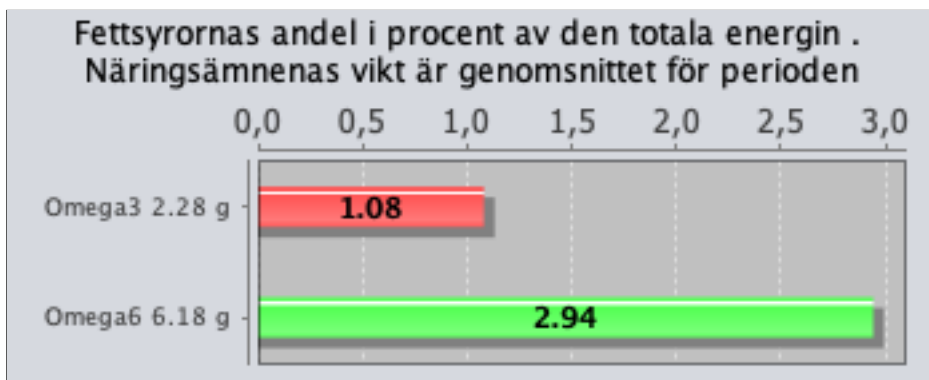 Fettsyrornas andel i procent av den totala energin .
Näringsämnenas vikt är genomsnittet för perioden
0,0 0,5 1,0 1,5 2,0 2,5 3,0
Omega3 2.28 g 1.08
Omega6 6.18 g 2.94